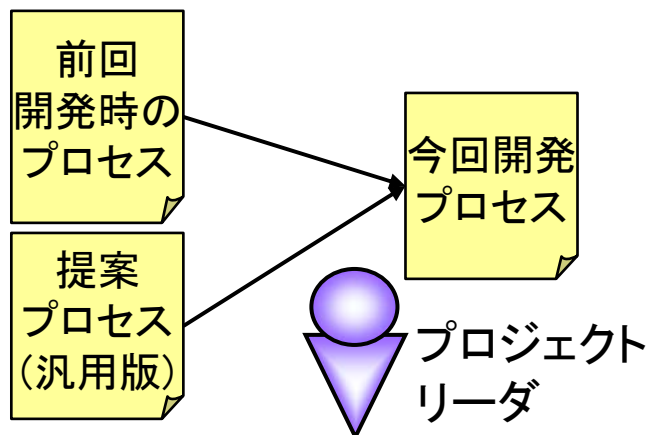 前回
開発時の
プロセス
今回開発
プロセス
提案
プロセス
(汎用版)
プロジェクト
リーダ